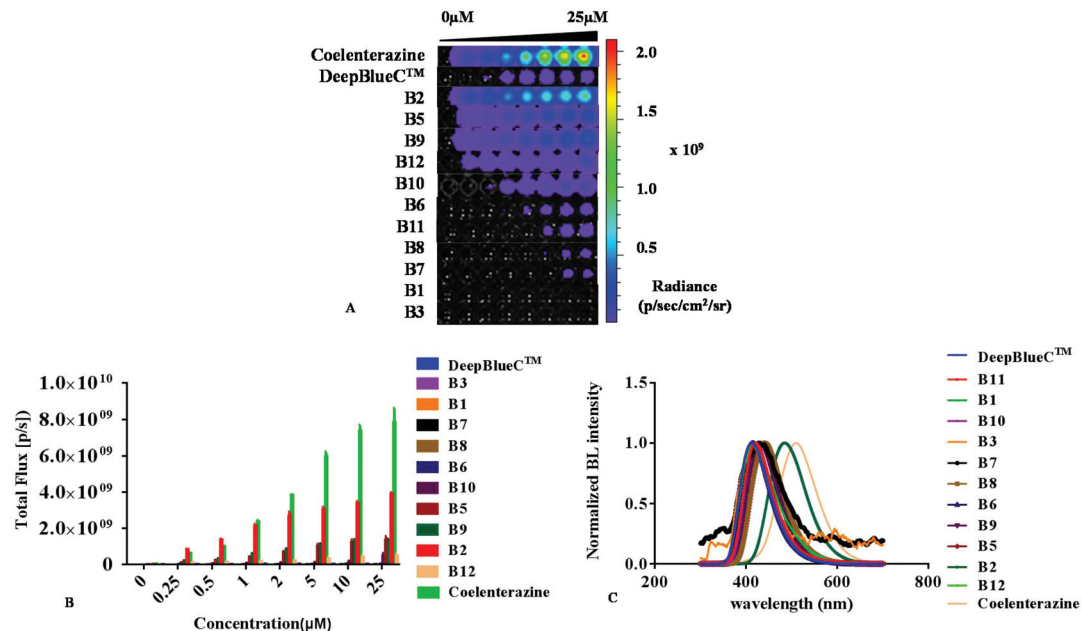 0μM 25μM
Coelenterazine
DeepBlueC™
B2
B5
B9
B12
B10
B6
B11
B8
B7
B1
B3
2.0
1.5
x 10⁹
1.0
0.5
Radiance
(p/sec/cm²/sr)
A
Total Flux [p/s])
1.0×10¹⁰
8.0×10⁰⁹
6.0×10⁰⁹
4.0×10⁰⁹
2.0×10⁰⁹
0
0 0.25 0.5 1 2 5 10 25
Concentration(μM)
B
DeepBlueC™
B3
B1
B7
B8
B6
B10
B5
B9
B2
B12
Coelenterazine
Normalized BL intensity
1.5
1.0
0.5
0.0
200 400 600 800
wavelength (nm)
C
DeepBlueC™
B11
B1
B10
B3
B7
B8
B6
B9
B5
B2
B12
Coelenterazine